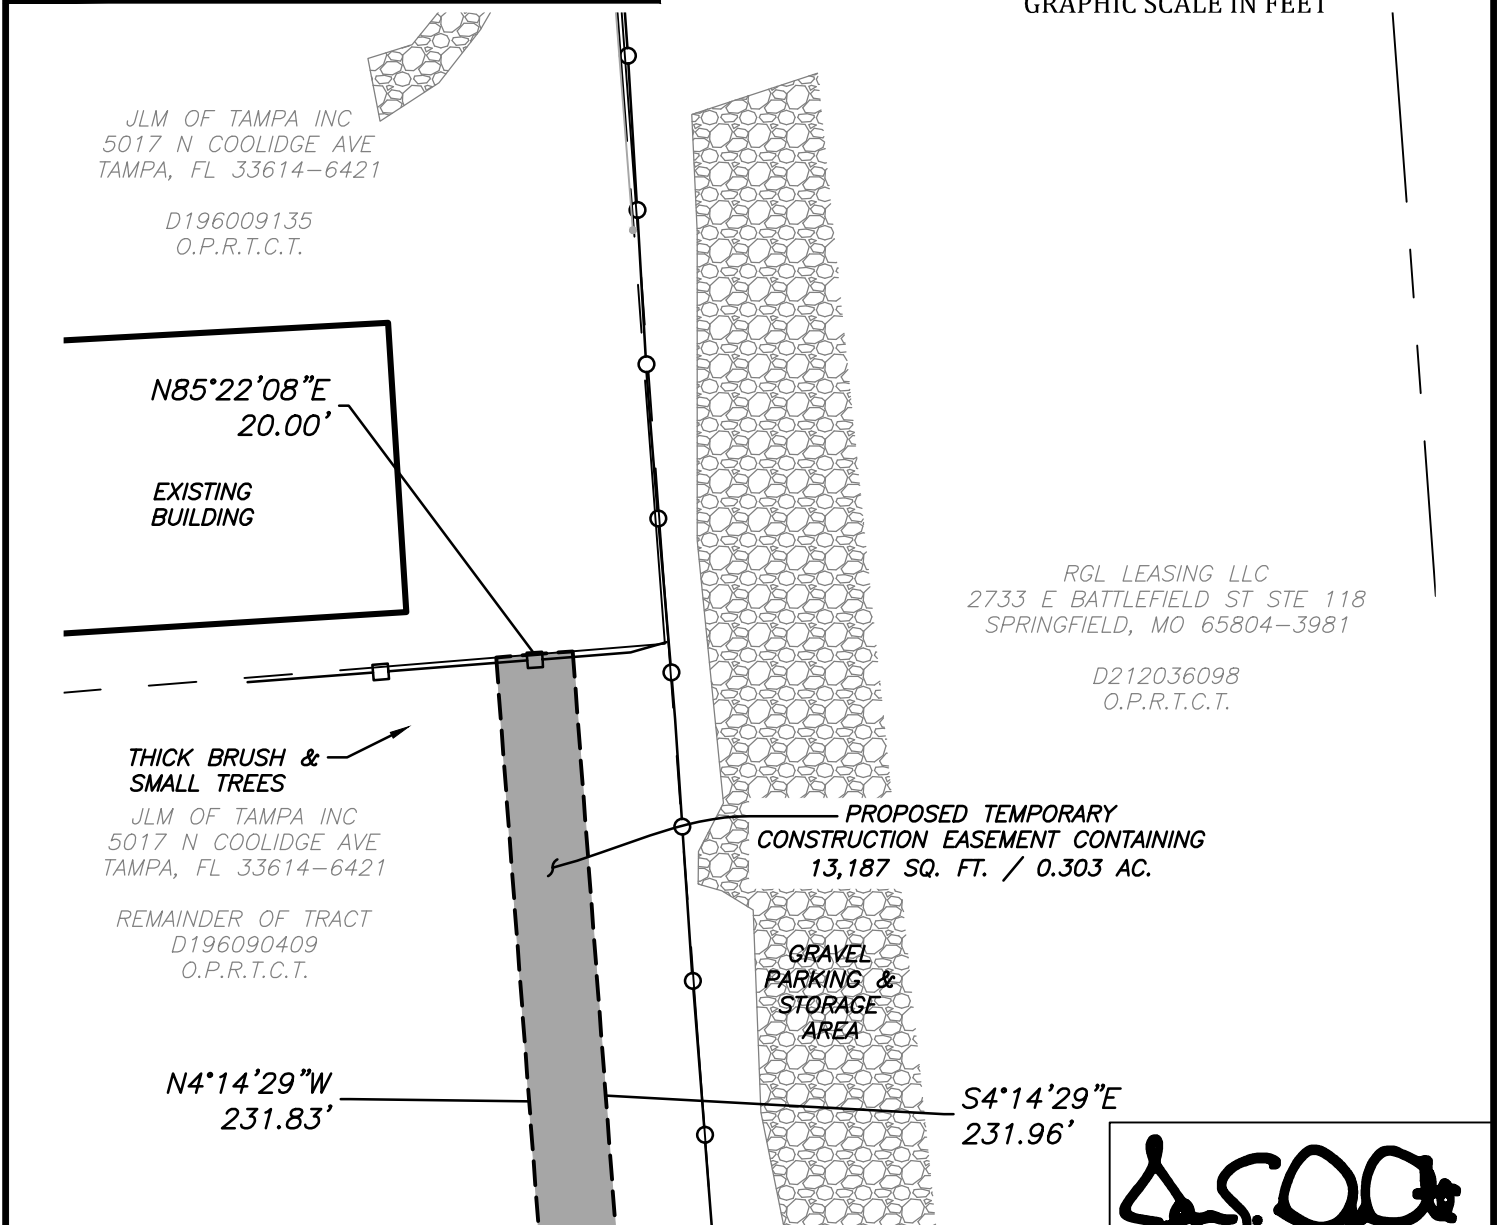 GRAPHIC SCALE IN FEET
JLM OF TAMPA INC
5017 N COOLIDGE AVE
TAMPA, FL 33614-6421
D196009135
O.P.R.T.C.T.
N85°22'08"E
20.00'
EXISTING
BUILDING
RGL LEASING LLC
2733 E BATTLEFIELD ST STE 118
SPRINGFIELD, MO 65804-3981
D212036098
O.P.R.T.C.T.
THICK BRUSH &
SMALL TREES
JLM OF TAMPA INC
5017 N COOLIDGE AVE
TAMPA, FL 33614-6421
REMAINDER OF TRACT
D196090409
O.P.R.T.C.T.
PROPOSED TEMPORARY
CONSTRUCTION EASEMENT CONTAINING
13,187 SQ. FT. / 0.303 AC.
GRAVEL
PARKING &
STORAGE
AREA
N4°14'29"W
231.83'
S4°14'29"E
231.96'